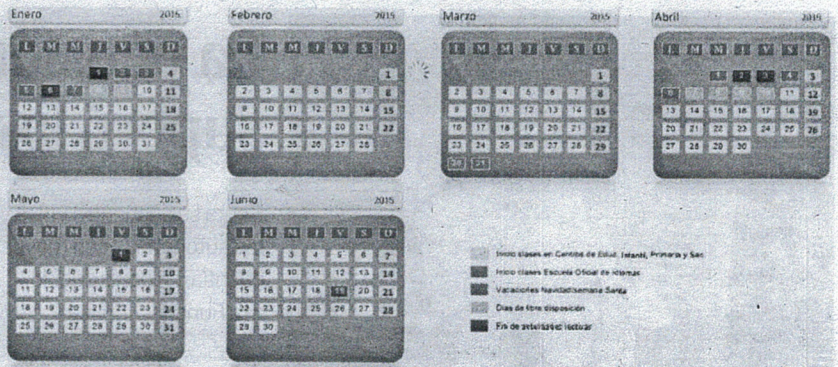 Enero 2015
L M M J V S D
1 2 3 4
5 6 7 10 11
12 13 14 15 16 17 18
19 20 21 22 23 24 25
26 27 28 29 30 31
Febrero 2015
L M M J V S D
1
2 3 4 5 6 7 8
9 10 11 12 13 14 15
16 17 18 19 20 21 22
23 24 25 26 27 28
Marzo 2015
L M M J V S D
1
2 3 4 5 6 7 8
9 10 11 12 13 14 15
16 17 18 19 20 21 22
23 24 25 26 27 28 29
30 31
Abril 2015
L M M J V S D
1 2 3 4 5
6 11 12
13 14 15 16 17 18 19
20 21 22 23 24 25 26
27 28 29 30
Mayo 2015
L M M J V S D
1 2 3
4 5 6 7 8 9 10
11 12 13 14 15 16 17
18 19 20 21 22 23 24
25 26 27 28 29 30 31
Junio 2015
L M M J V S D
1 2 3 4 5 6 7
8 9 10 11 12 13 14
15 16 17 18 19 20 21
22 23 24 25 26 27 28
29 30
Inicio clases en Centros de Infantil, Primaria y Sec
Inicio clases Escuela Oficial de Idiomas
Vacaciones Navidad/Semana Santa
Dias de libre disposición
Fin de actividades lectivas